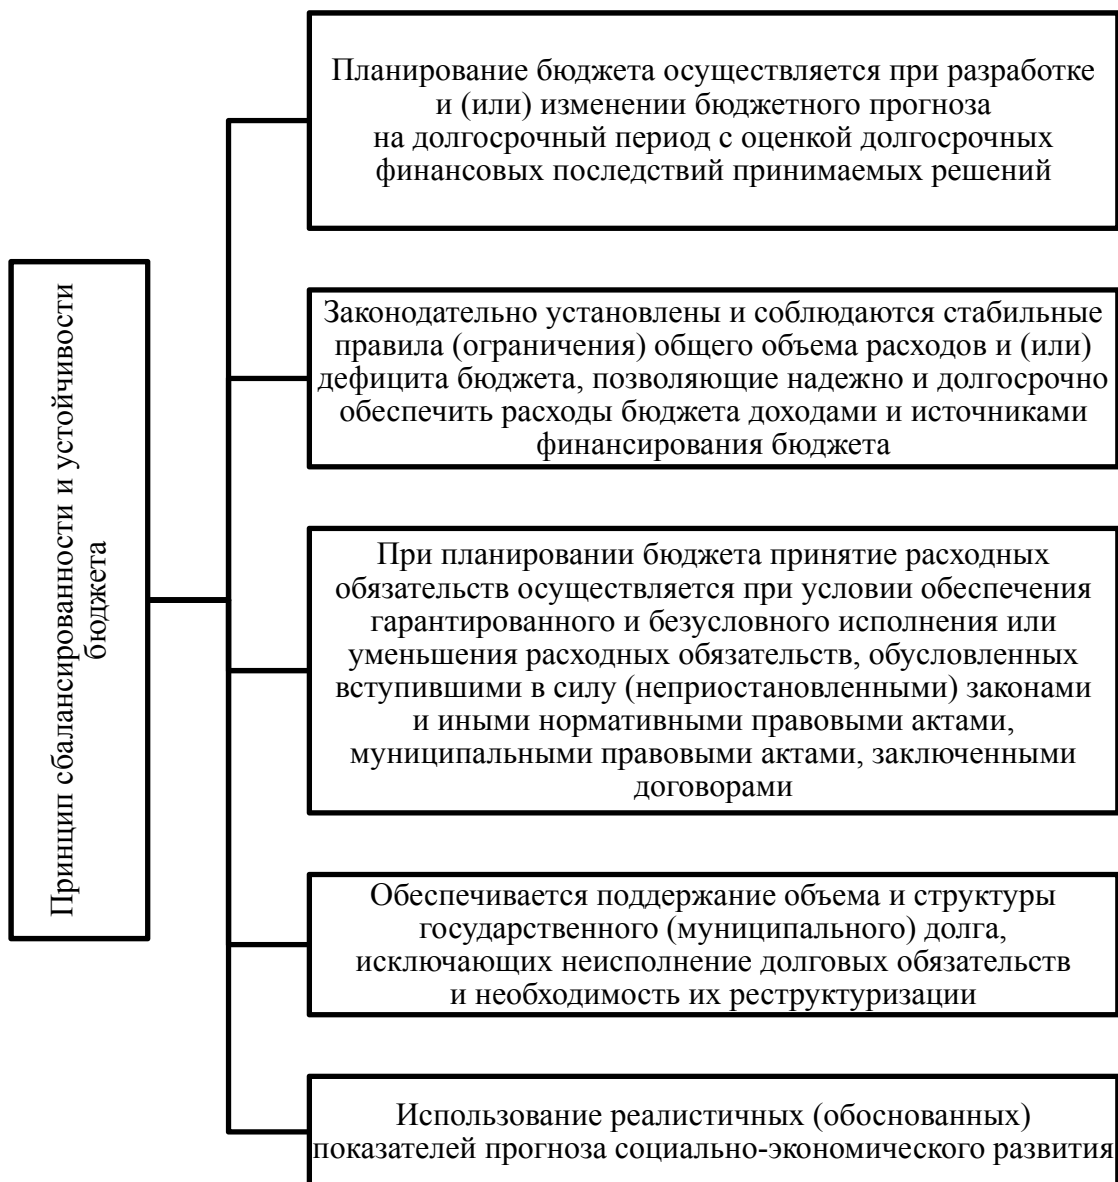 Принцип сбалансированности и устойчивости
бюджета
Планирование бюджета осуществляется при разработке
и (или) изменении бюджетного прогноза
на долгосрочный период с оценкой долгосрочных
финансовых последствий принимаемых решений
Законодательно установлены и соблюдаются стабильные
правила (ограничения) общего объема расходов и (или)
дефицита бюджета, позволяющие надежно и долгосрочно
обеспечить расходы бюджета доходами и источниками
финансирования бюджета
При планировании бюджета принятие расходных
обязательств осуществляется при условии обеспечения
гарантированного и безусловного исполнения или
уменьшения расходных обязательств, обусловленных
вступившими в силу (неприостановленными) законами
и иными нормативными правовыми актами,
муниципальными правовыми актами, заключенными
договорами
Обеспечивается поддержание объема и структуры
государственного (муниципального) долга,
исключающих неисполнение долговых обязательств
и необходимость их реструктуризации
Использование реалистичных (обоснованных)
показателей прогноза социально-экономического развития